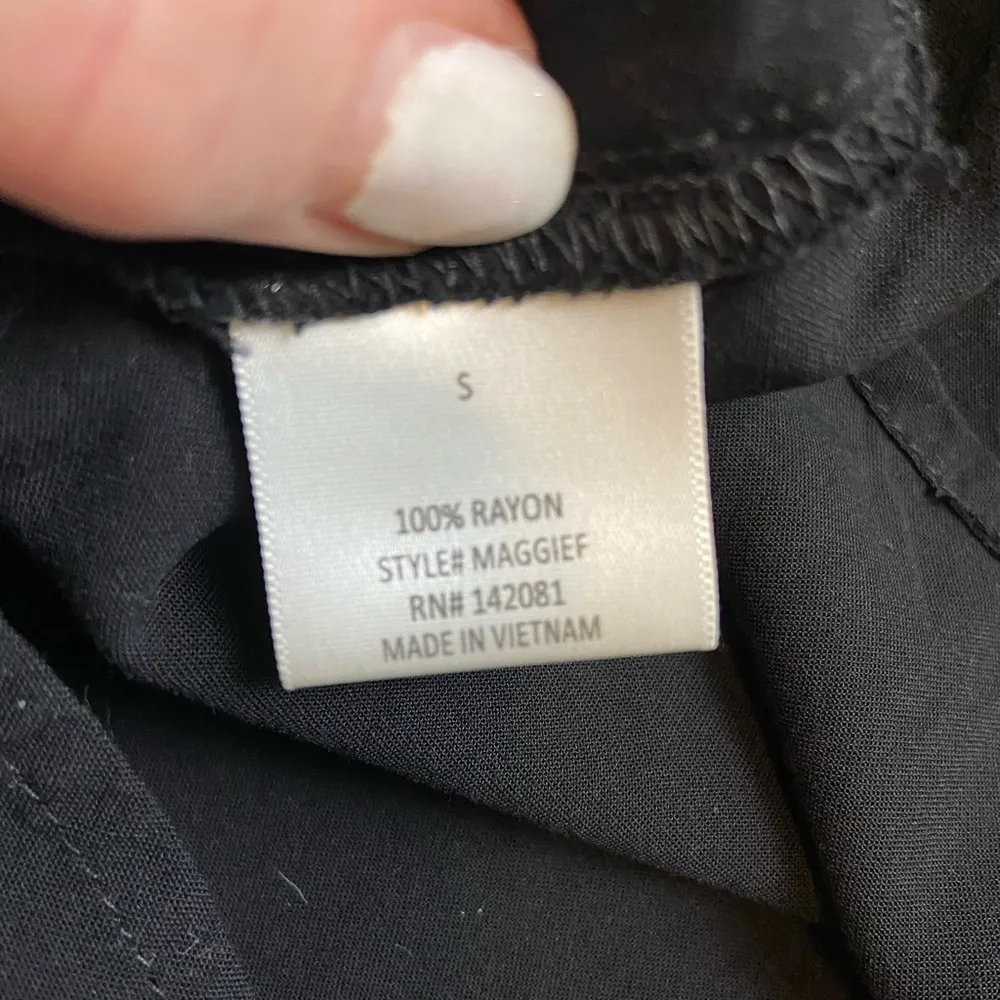 S
100% RAYON
STYLE# MAGGIEF
RN# 142081
MADE IN VIETNAM